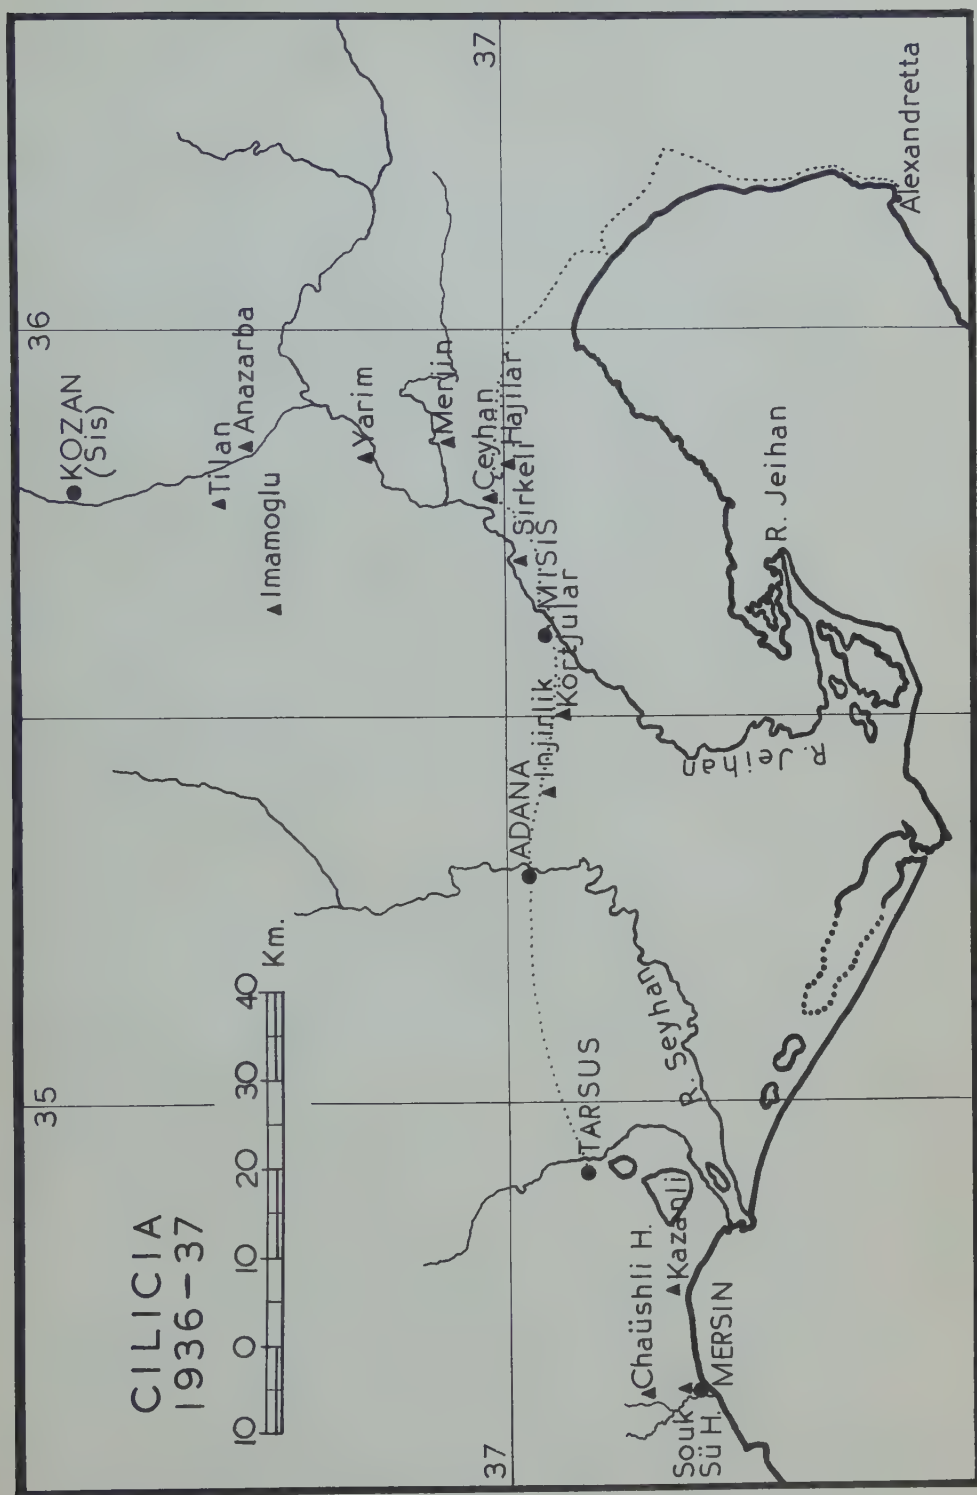 CILICIA
1936–37
10 0 10 20 30 40 Km.
35
36
37
37
KOZAN
(Sis)
Tilan
Anazarba
Imamoglu
Yarim
Merjin
Ceyhan
Hajilar
Sirkeli
MISIS
Kortjular
Injirlik
ADANA
TARSUS
R. Seyhan
R. Jeihan
R. Jeihan
Alexandretta
Chaüshli H.
Kazanli
Souk
Sü H.
MERSIN